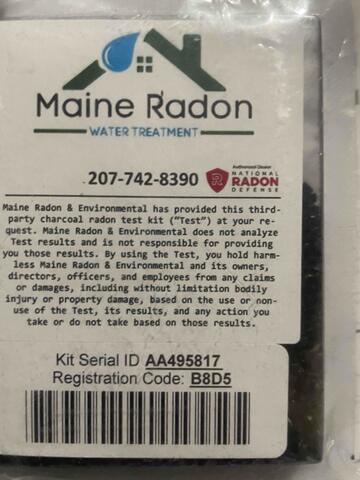 Maine Radon
WATER TREATMENT
207-742-8390
Authorized Dealer
NATIONAL
RADON
DEFENSE
Maine Radon & Environmental has provided this third-
party charcoal radon test kit ("Test") at your re-
quest. Maine Radon & Environmental does not analyze
Test results and is not responsible for providing
you those results. By using the Test, you hold harm-
less Maine Radon & Environmental and its owners,
directors, officers, and employees from any claims
or damages, including without limitation bodily
injury or property damage, based on the use or non-
use of the Test, its results, and any action you
take or do not take based on those results.
Kit Serial ID AA495817
Registration Code: B8D5